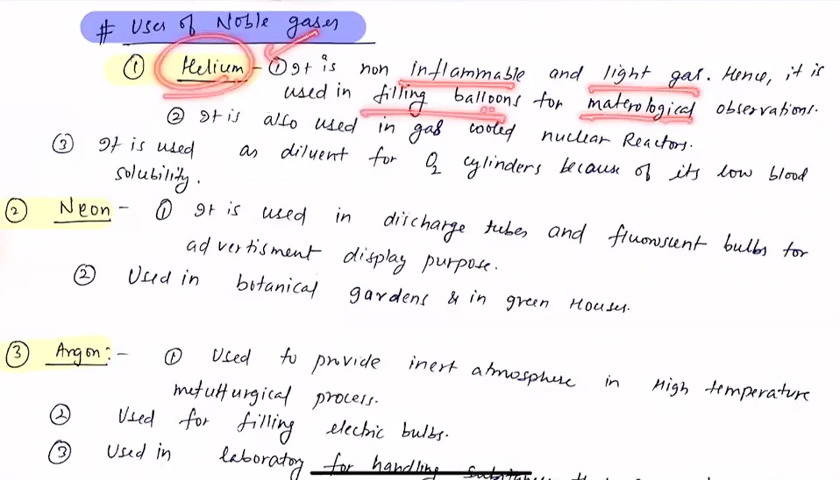 # Uses of Noble gases
① Helium - ① It is non inflammable and light gas. Hence, it is
used in filling balloons for materological observations.
② It is also used in gas cooled nuclear Reactors.
③ It is used as diluent for O2 cylinders because of its low blood
solubility.
② Neon - ① It is used in discharge tubes and fluorscent bulbs for
advertisment display purpose.
② Used in botanical gardens & in green Houses.
③ Argon:- ① Used to provide inert atmosphere in High temperature
metullurgical process.
② Used for filling electric bulbs.
③ Used in laboratory for handling